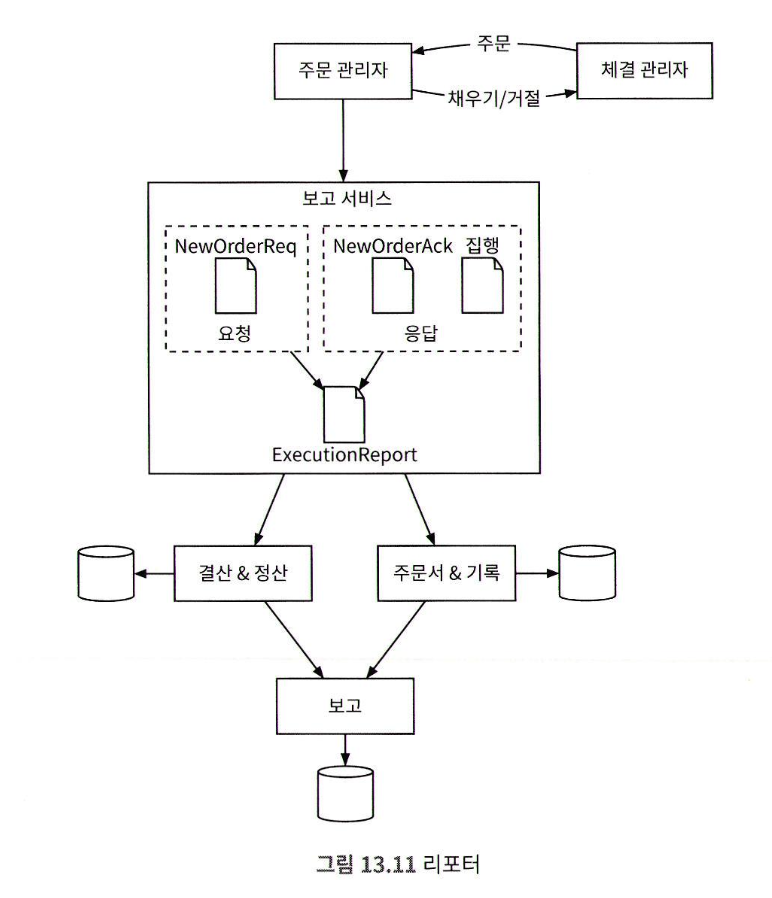 주문
주문 관리자
체결 관리자
채우기/거절
보고 서비스
NewOrderReq
NewOrderAck 집행
요청
응답
ExecutionReport
결산 & 정산
주문서 & 기록
보고
그림 13.11 리포터